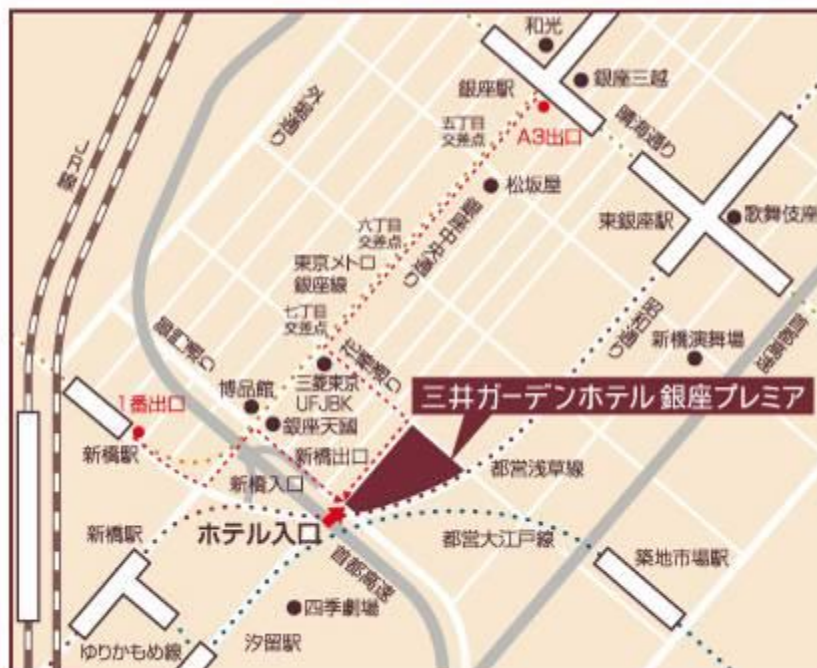 和光
銀座駅
銀座三越
外堀通り
五丁目
交差点
A3出口
晴海通り
JR線
松坂屋
東銀座駅
歌舞伎座
六丁目
交差点
銀座中央通り
東京メトロ
銀座線
七丁目
交差点
昭和通り
首都高速
新橋演舞場
花椿通り
三菱東京
UFJBK
博品館
1番出口
三井ガーデンホテル 銀座プレミア
銀座天國
新橋駅
新橋出口
都営浅草線
新橋入口
新橋駅
ホテル入口
都営大江戸線
築地市場駅
首都高速
四季劇場
汐留駅
ゆりかもめ線